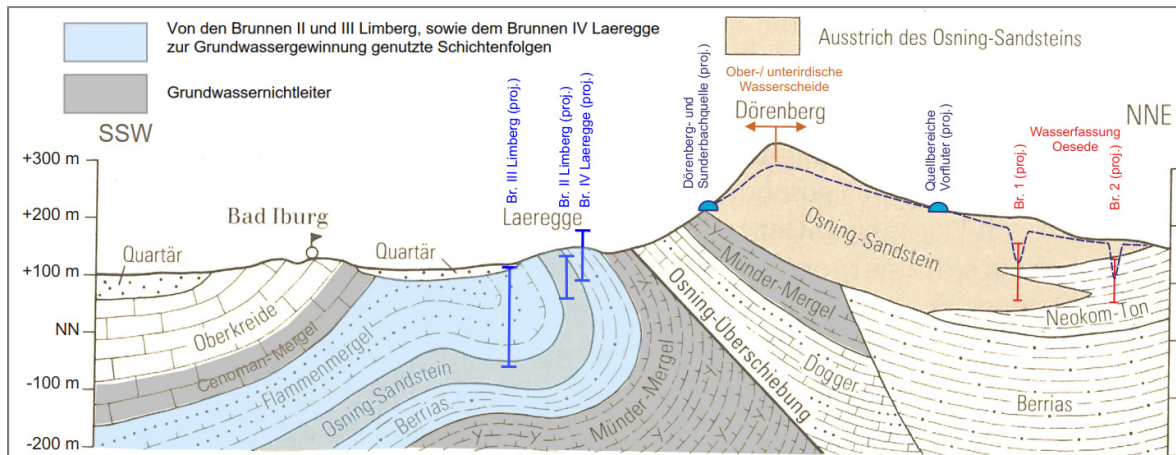 Von den Brunnen II und III Limberg, sowie dem Brunnen IV Laeregge
zur Grundwassergewinnung genutzte Schichtenfolgen
Grundwassernichtleiter
Ausstrich des Osning-Sandsteins
SSW
NNE
Ober-/ unterirdische
Wasserscheide
Dörenberg
Wasserfassung
Oesede
Br. III Limberg (proj.)
Br. II Limberg (proj.)
Br. IV Laeregge (proj.)
Dörenberg- und
Sunderbachquelle (proj.)
Quellbereiche
Vorfluter (proj.)
Br. 1 (proj.)
Br. 2 (proj.)
+300 m
+200 m
+100 m
NN
-100 m
-200 m
Bad Iburg
Laeregge
Quartär
Quartär
Oberkreide
Cenoman-Mergel
Flammenmergel
Osning-Sandstein
Berrias
Münder-Mergel
Osning-Überschiebung
Osning-Sandstein
Münder-Mergel
Dogger
Neokom-Ton
Berrias